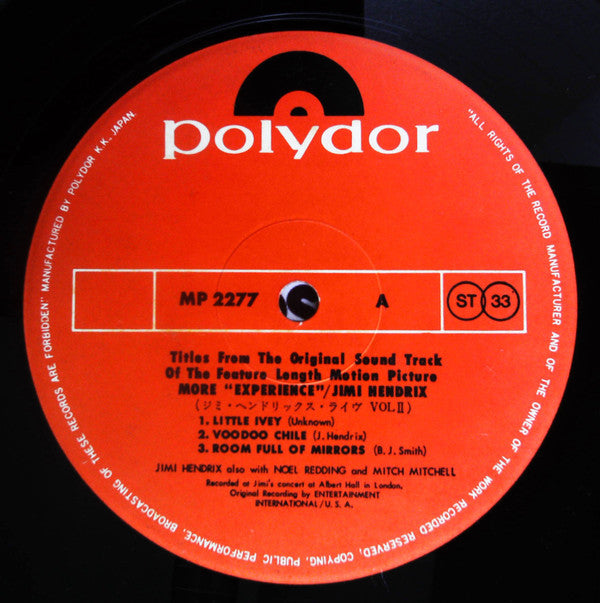 polydor
"ALL RIGHTS OF THE RECORD MANUFACTURER AND OF THE OWNER OF THE WORK RECORDED RESERVED, COPYING, PUBLIC PERFORMANCE, BROADCASTING OF THESE RECORDS ARE FORBIDDEN" MANUFACTURED BY POLYDOR K.K., JAPAN.
MP 2277 A ST 33
Titles From The Original Sound Track
Of The Feature Length Motion Picture
MORE "EXPERIENCE"/JIMI HENDRIX
(ジミ・ヘンドリックス・ライヴ VOL.Ⅱ)
1. LITTLE IVEY (Unknown)
2. VOODOO CHILE (J. Hendrix)
3. ROOM FULL OF MIRRORS (B. J. Smith)
JIMI HENDRIX also with NOEL REDDING and MITCH MITCHELL
Recorded at Jimi's concert at Albert Hall in London.
Original Recording by ENTERTAINMENT
INTERNATIONAL/U. S. A.